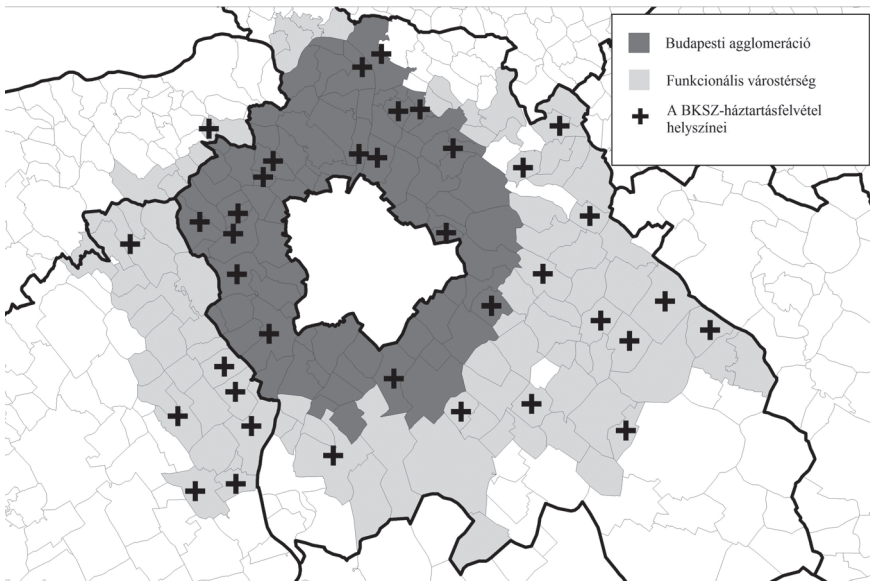 Budapesti agglomeráció
Funkcionális várostérség
A BKSZ-háztartásfelvétel
helyszínei